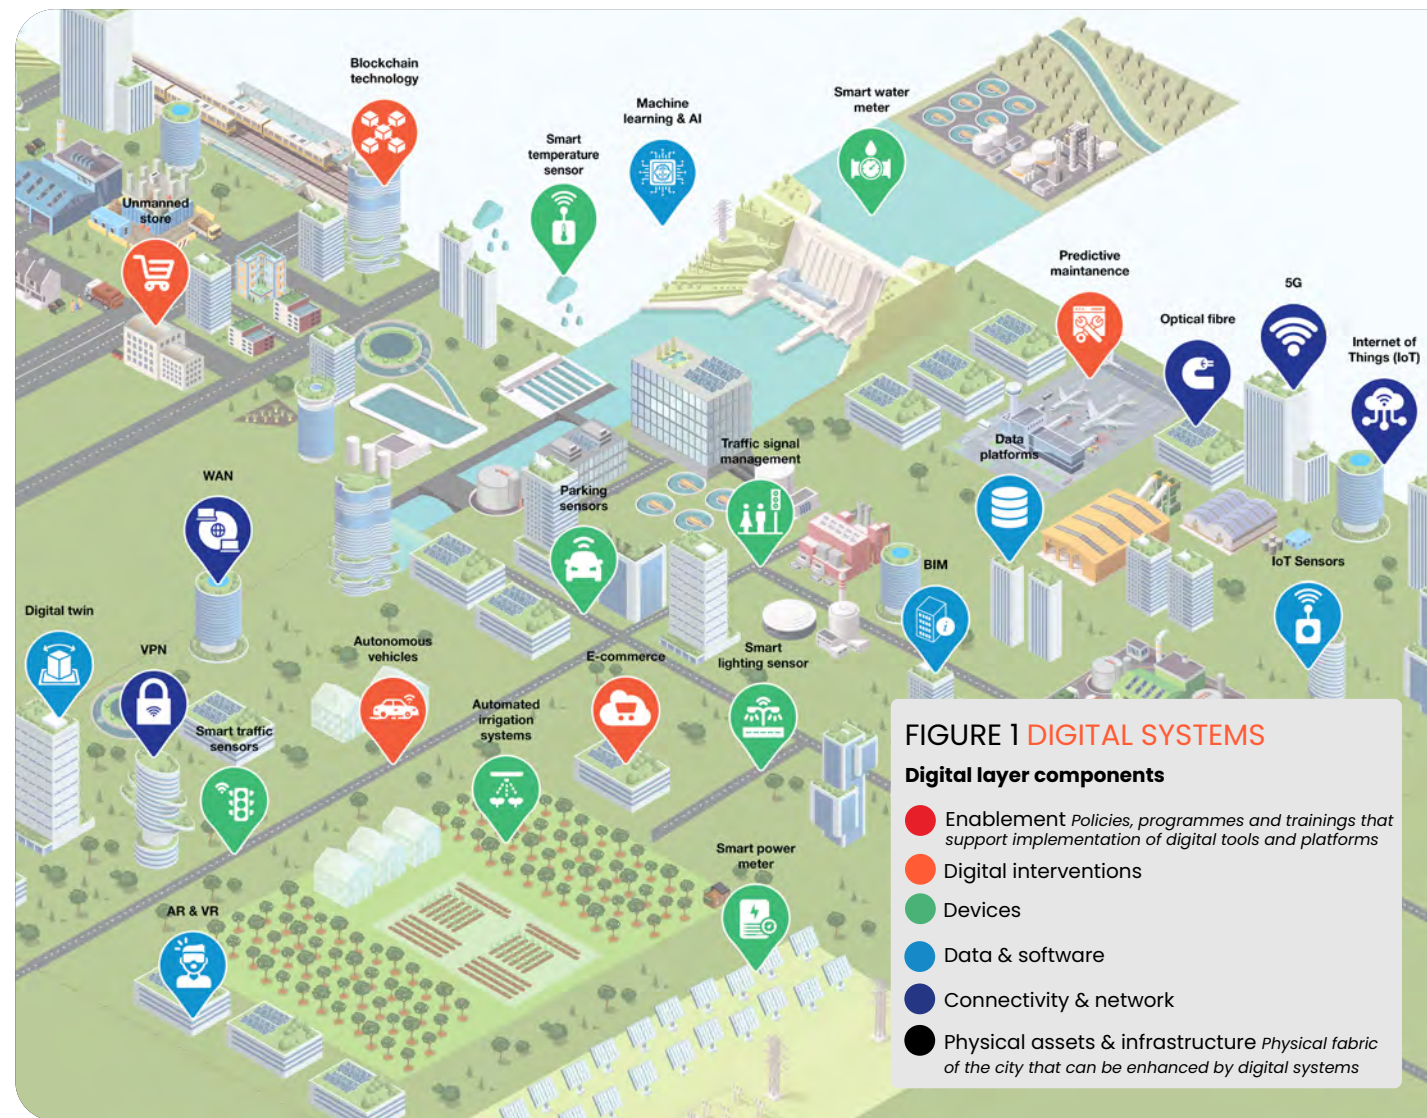 Blockchain
technology
Machine
learning & AI
Smart water
meter
Smart
temperature
sensor
Unmanned
store
Predictive
maintanence
5G
Optical fibre
Internet of
Things (IoT)
Traffic signal
management
Data
platforms
WAN
Parking
sensors
BIM
IoT Sensors
Digital twin
VPN
Autonomous
vehicles
E-commerce
Smart
lighting sensor
Smart traffic
sensors
Automated
irrigation
systems
Smart power
meter
AR & VR
FIGURE 1 DIGITAL SYSTEMS
Digital layer components
Enablement Policies, programmes and trainings that
support implementation of digital tools and platforms
Digital interventions
Devices
Data & software
Connectivity & network
Physical assets & infrastructure Physical fabric
of the city that can be enhanced by digital systems